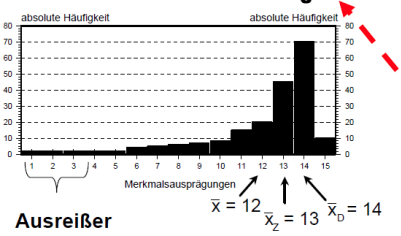 absolute Häufigkeit absolute Häufigkeit
80 80
70 70
60 60
50 50
40 40
30 30
20 20
10 10
0 0
1 2 3 4 5 6 7 8 9 10 11 12 13 14 15
Merkmalsausprägungen
Ausreißer
x̅ = 12 x̅Z = 13 x̅D = 14